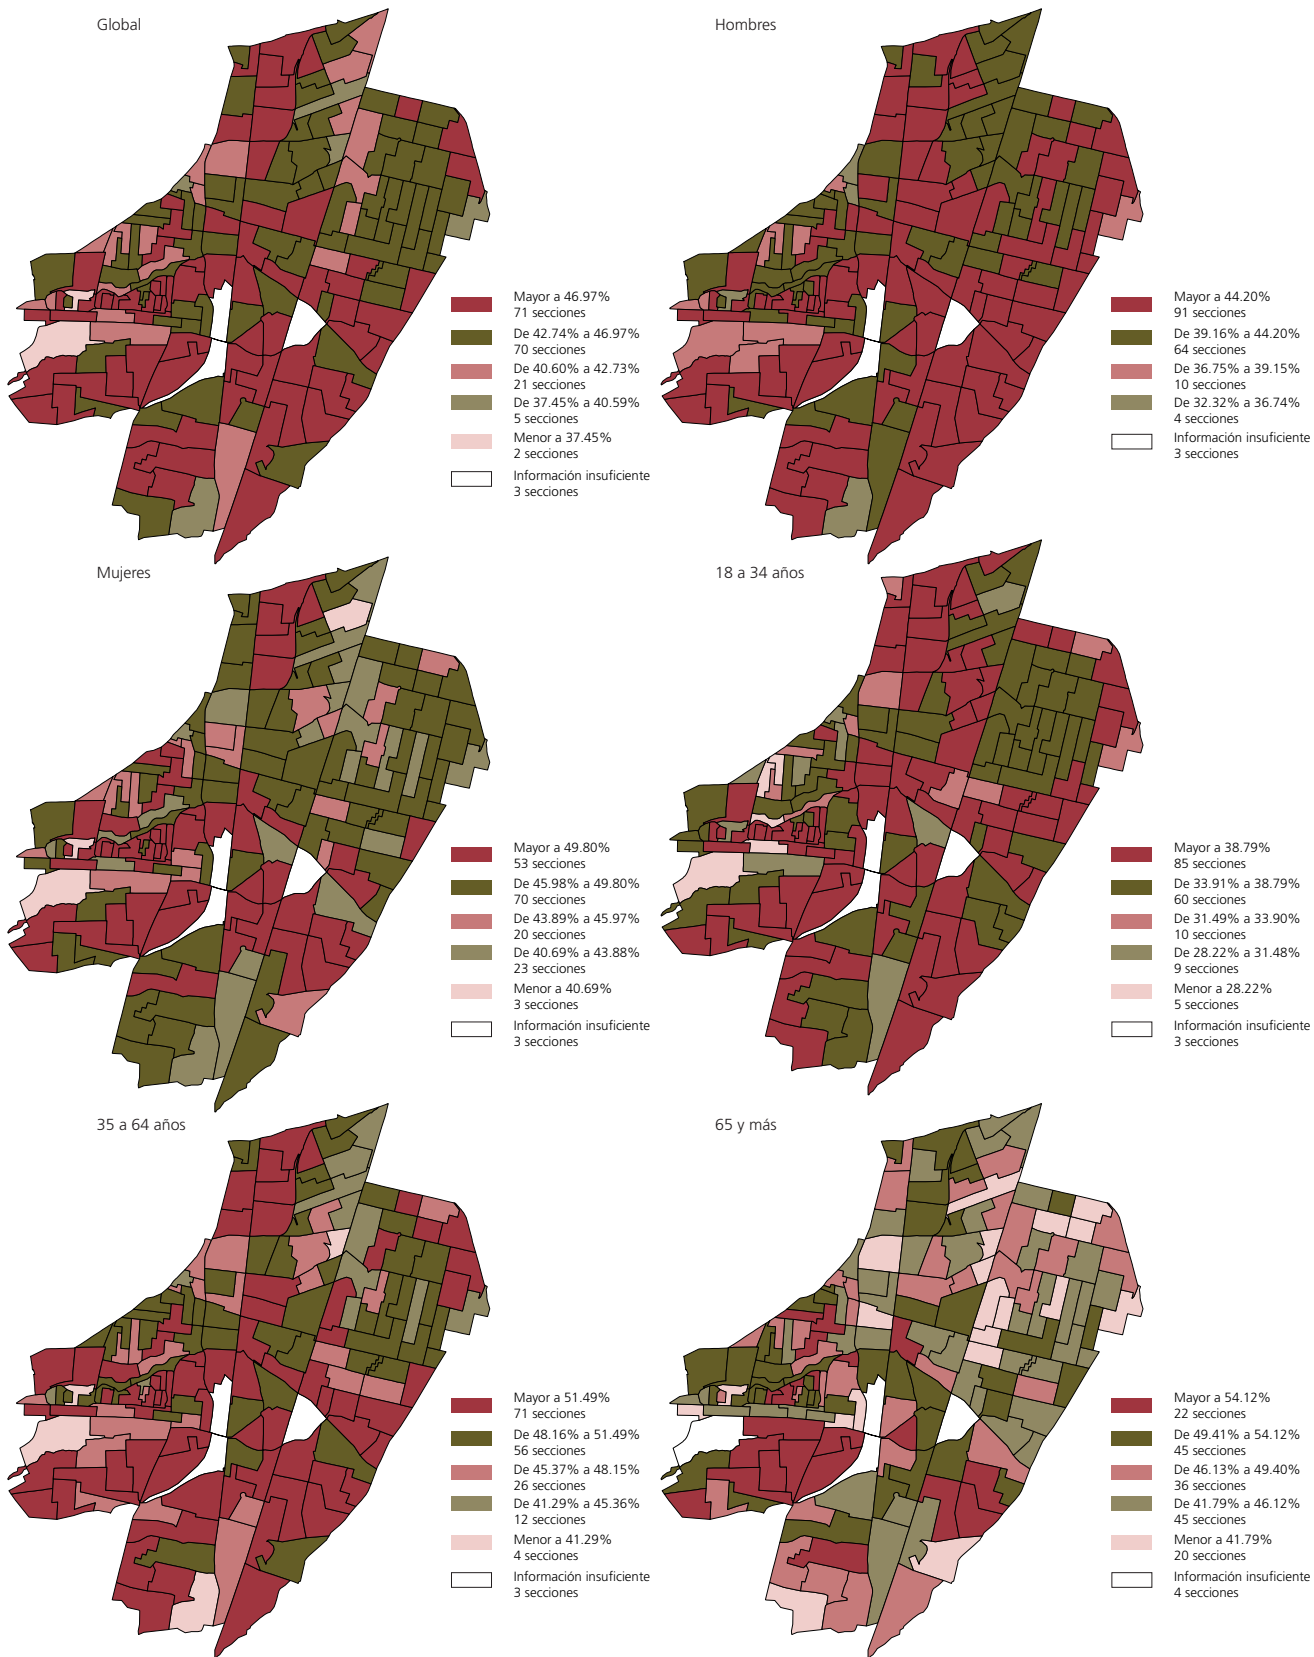 Global
Mayor a 46.97%
71 secciones
De 42.74% a 46.97%
70 secciones
De 40.60% a 42.73%
21 secciones
De 37.45% a 40.59%
5 secciones
Menor a 37.45%
2 secciones
Información insuficiente
3 secciones
Hombres
Mayor a 44.20%
91 secciones
De 39.16% a 44.20%
64 secciones
De 36.75% a 39.15%
10 secciones
De 32.32% a 36.74%
4 secciones
Información insuficiente
3 secciones
Mujeres
Mayor a 49.80%
53 secciones
De 45.98% a 49.80%
70 secciones
De 43.89% a 45.97%
20 secciones
De 40.69% a 43.88%
23 secciones
Menor a 40.69%
3 secciones
Información insuficiente
3 secciones
18 a 34 años
Mayor a 38.79%
85 secciones
De 33.91% a 38.79%
60 secciones
De 31.49% a 33.90%
10 secciones
De 28.22% a 31.48%
9 secciones
Menor a 28.22%
5 secciones
Información insuficiente
3 secciones
35 a 64 años
Mayor a 51.49%
71 secciones
De 48.16% a 51.49%
56 secciones
De 45.37% a 48.15%
26 secciones
De 41.29% a 45.36%
12 secciones
Menor a 41.29%
4 secciones
Información insuficiente
3 secciones
65 y más
Mayor a 54.12%
22 secciones
De 49.41% a 54.12%
45 secciones
De 46.13% a 49.40%
36 secciones
De 41.79% a 46.12%
45 secciones
Menor a 41.79%
20 secciones
Información insuficiente
4 secciones